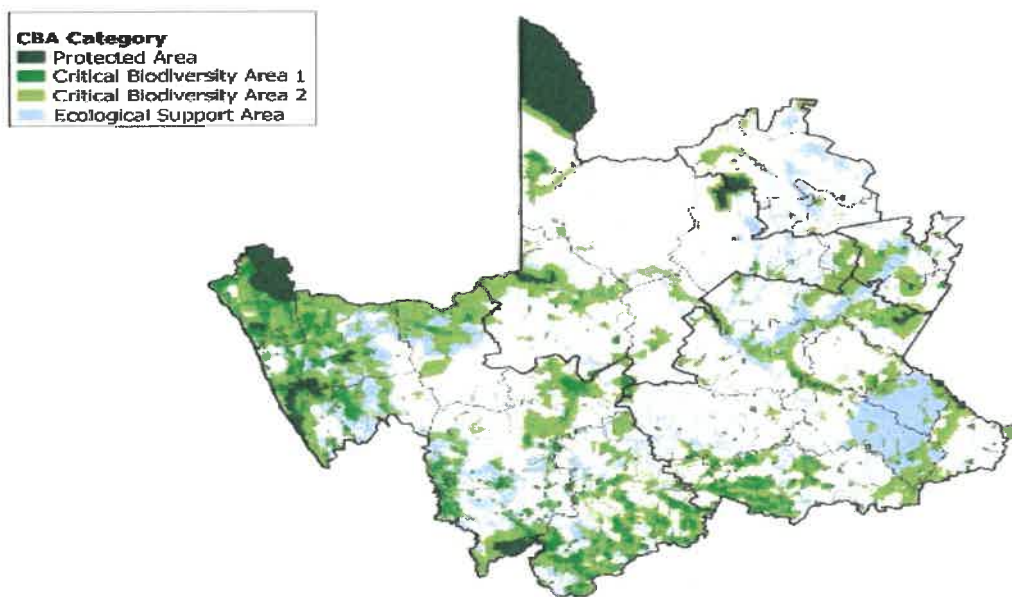 CBA Category
Protected Area
Critical Biodiversity Area 1
Critical Biodiversity Area 2
Ecological Support Area